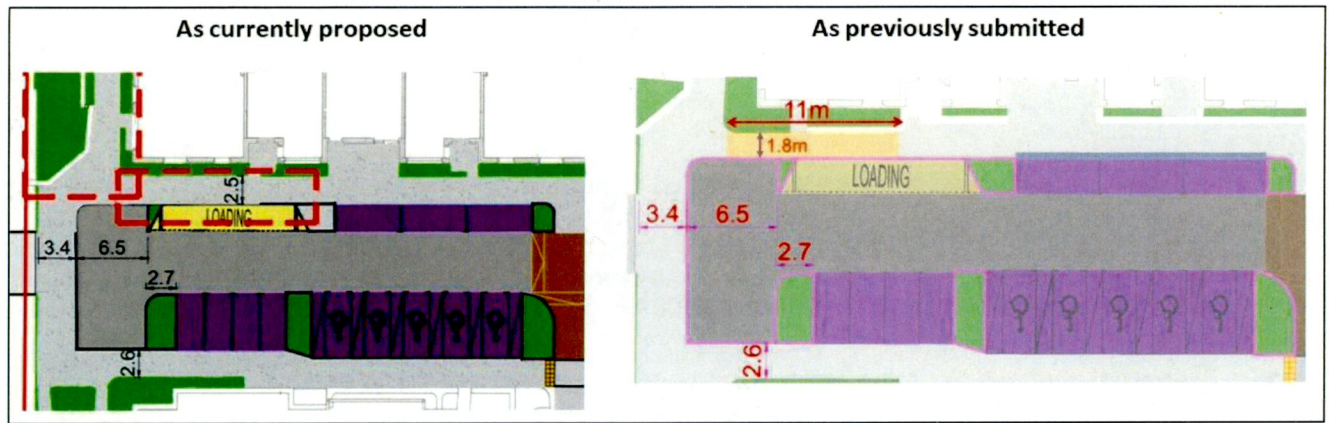 As currently proposed
2.5
LOADING
3.4
6.5
2.7
2.6
As previously submitted
11m
1.8m
LOADING
3.4
6.5
2.7
2.6